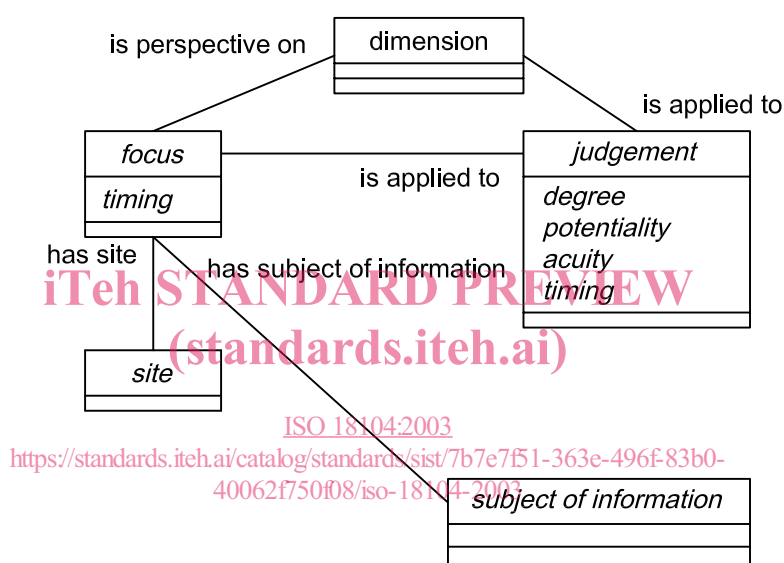 is perspective on
dimension
is applied to
focus
timing
is applied to
judgement
degree
potentiality
acuity
timing
has site
has subject of information
iTeh STANDARD PREVIEW
(standards.iteh.ai)
site
ISO 18104:2003
https://standards.iteh.ai/catalog/standards/sist/7b7e7f51-363e-496f-83b0-
40062f750f08/iso-18104-2003
subject of information